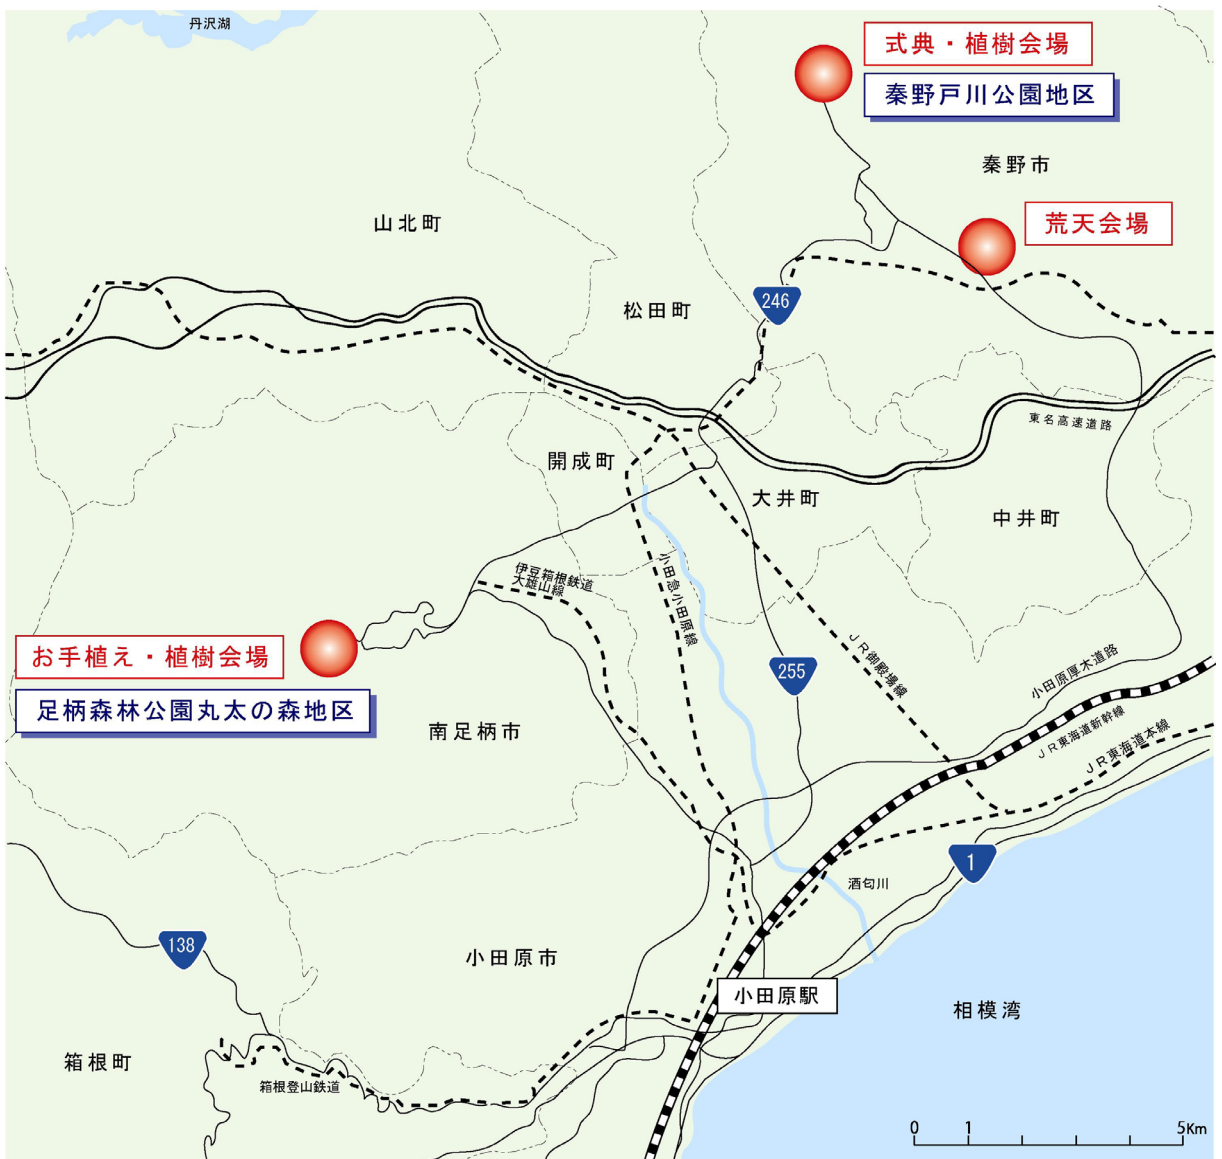 丹沢湖
式典・植樹会場
秦野戸川公園地区
秦野市
山北町
荒天会場
246
松田町
東名高速道路
開成町
大井町
中井町
伊豆箱根鉄道
大雄山線
小田急小田原線
お手植え・植樹会場
足柄森林公園丸太の森地区
255
JR御殿場線
小田原厚木道路
南足柄市
JR東海道新幹線
JR東海道本線
1
酒匂川
138
小田原市
小田原駅
相模湾
箱根町
箱根登山鉄道
0 1 5Km